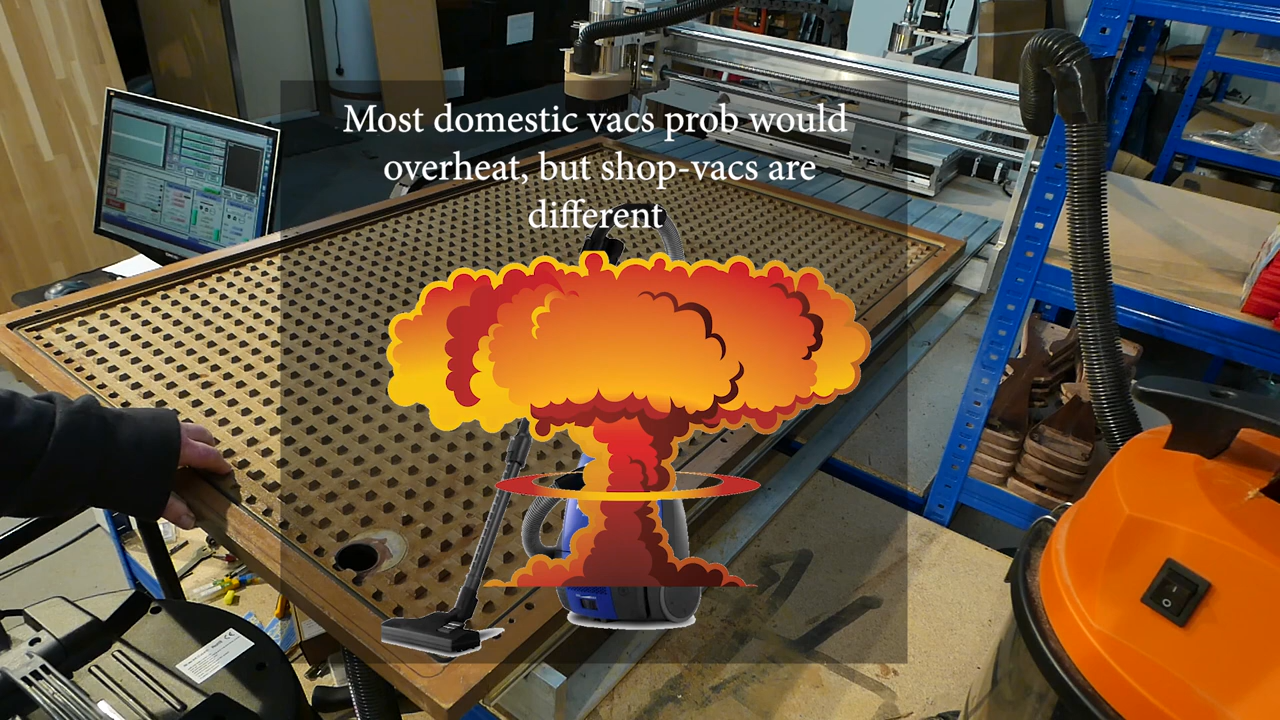 Most domestic vacs prob would
overheat, but shop-vacs are
different